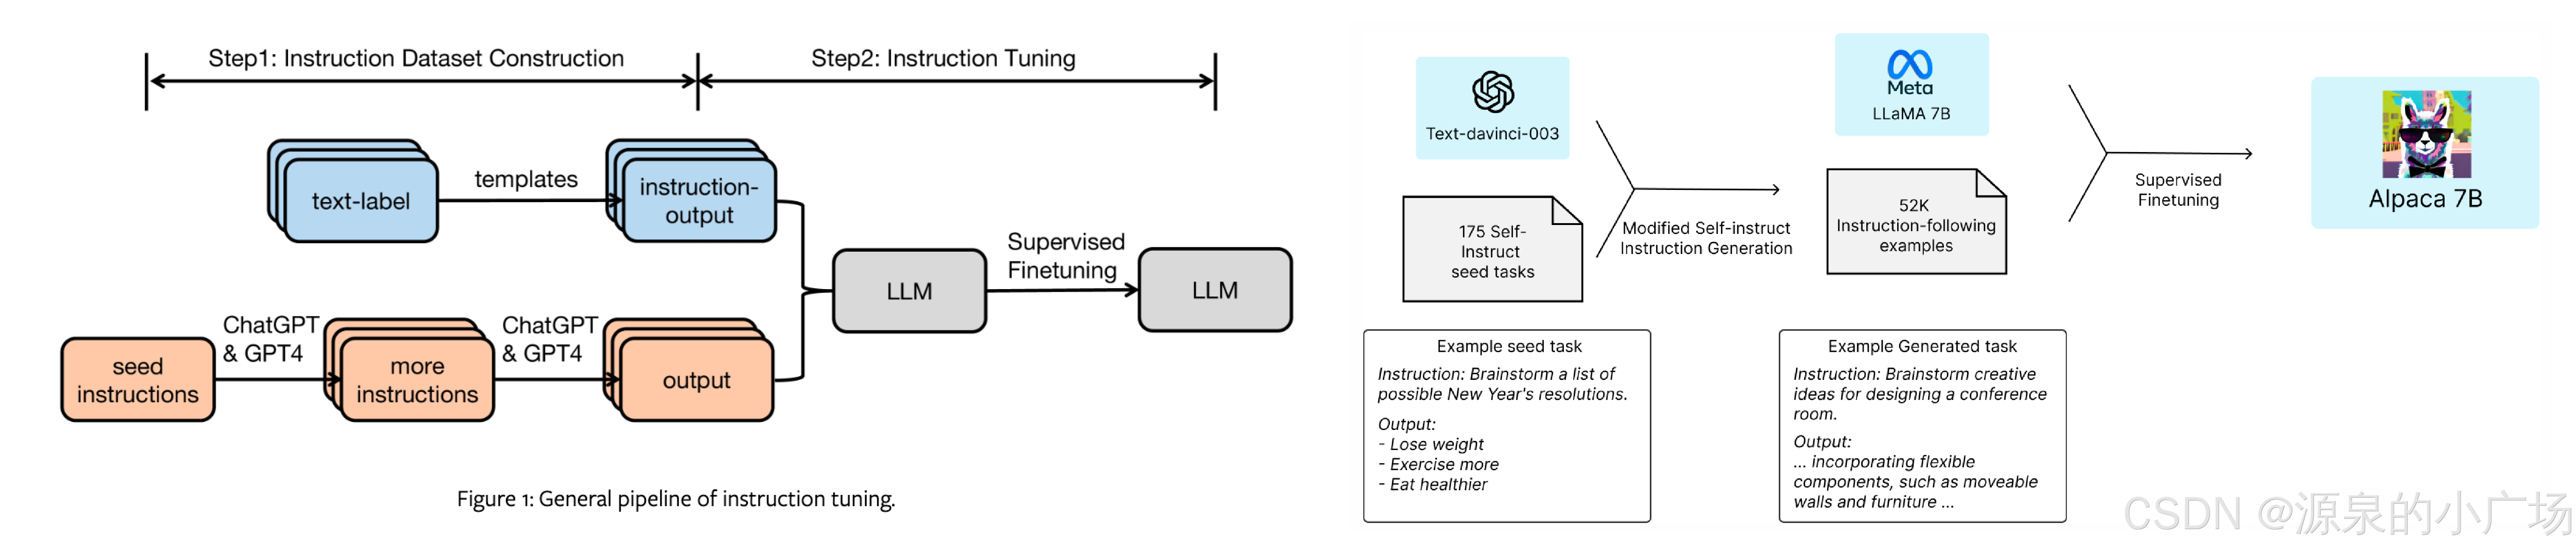 Step1: Instruction Dataset Construction
Step2: Instruction Tuning
text-label
templates
instruction-
output
seed
instructions
ChatGPT
& GPT4
more
instructions
ChatGPT
& GPT4
output
LLM
Supervised
Finetuning
LLM
Figure 1: General pipeline of instruction tuning.
Text-davinci-003
175 Self-
Instruct
seed tasks
Modified Self-instruct
Instruction Generation
Meta
LLaMA 7B
52K
Instruction-following
examples
Supervised
Finetuning
Alpaca 7B
Example seed task
Instruction: Brainstorm a list of
possible New Year's resolutions.
Output:
- Lose weight
- Exercise more
- Eat healthier
Example Generated task
Instruction: Brainstorm creative
ideas for designing a conference
room.
Output:
... incorporating flexible
components, such as moveable
walls and furniture ...
CSDN @源泉的小广场